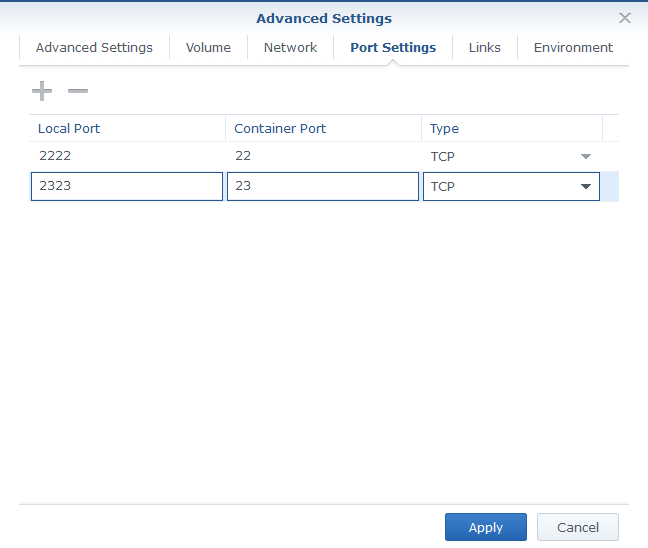 Advanced Settings
Advanced Settings Volume Network Port Settings Links Environment
Local Port Container Port Type
2222 22 TCP
2323 23 TCP
Apply Cancel